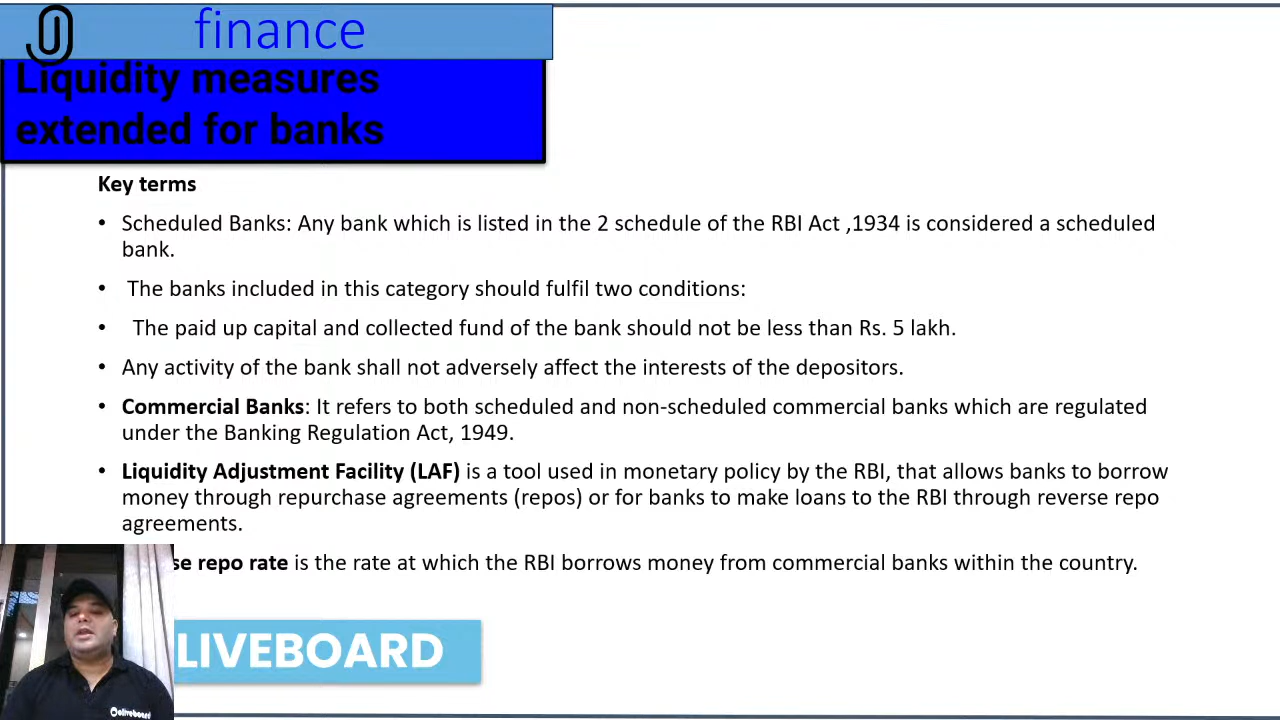 finance
Liquidity measures
extended for banks
Key terms
• Scheduled Banks: Any bank which is listed in the 2 schedule of the RBI Act ,1934 is considered a scheduled
bank.
• The banks included in this category should fulfil two conditions:
• The paid up capital and collected fund of the bank should not be less than Rs. 5 lakh.
• Any activity of the bank shall not adversely affect the interests of the depositors.
• Commercial Banks: It refers to both scheduled and non-scheduled commercial banks which are regulated
under the Banking Regulation Act, 1949.
• Liquidity Adjustment Facility (LAF) is a tool used in monetary policy by the RBI, that allows banks to borrow
money through repurchase agreements (repos) or for banks to make loans to the RBI through reverse repo
agreements.
se repo rate is the rate at which the RBI borrows money from commercial banks within the country.
LIVEBOARD
oliveboard